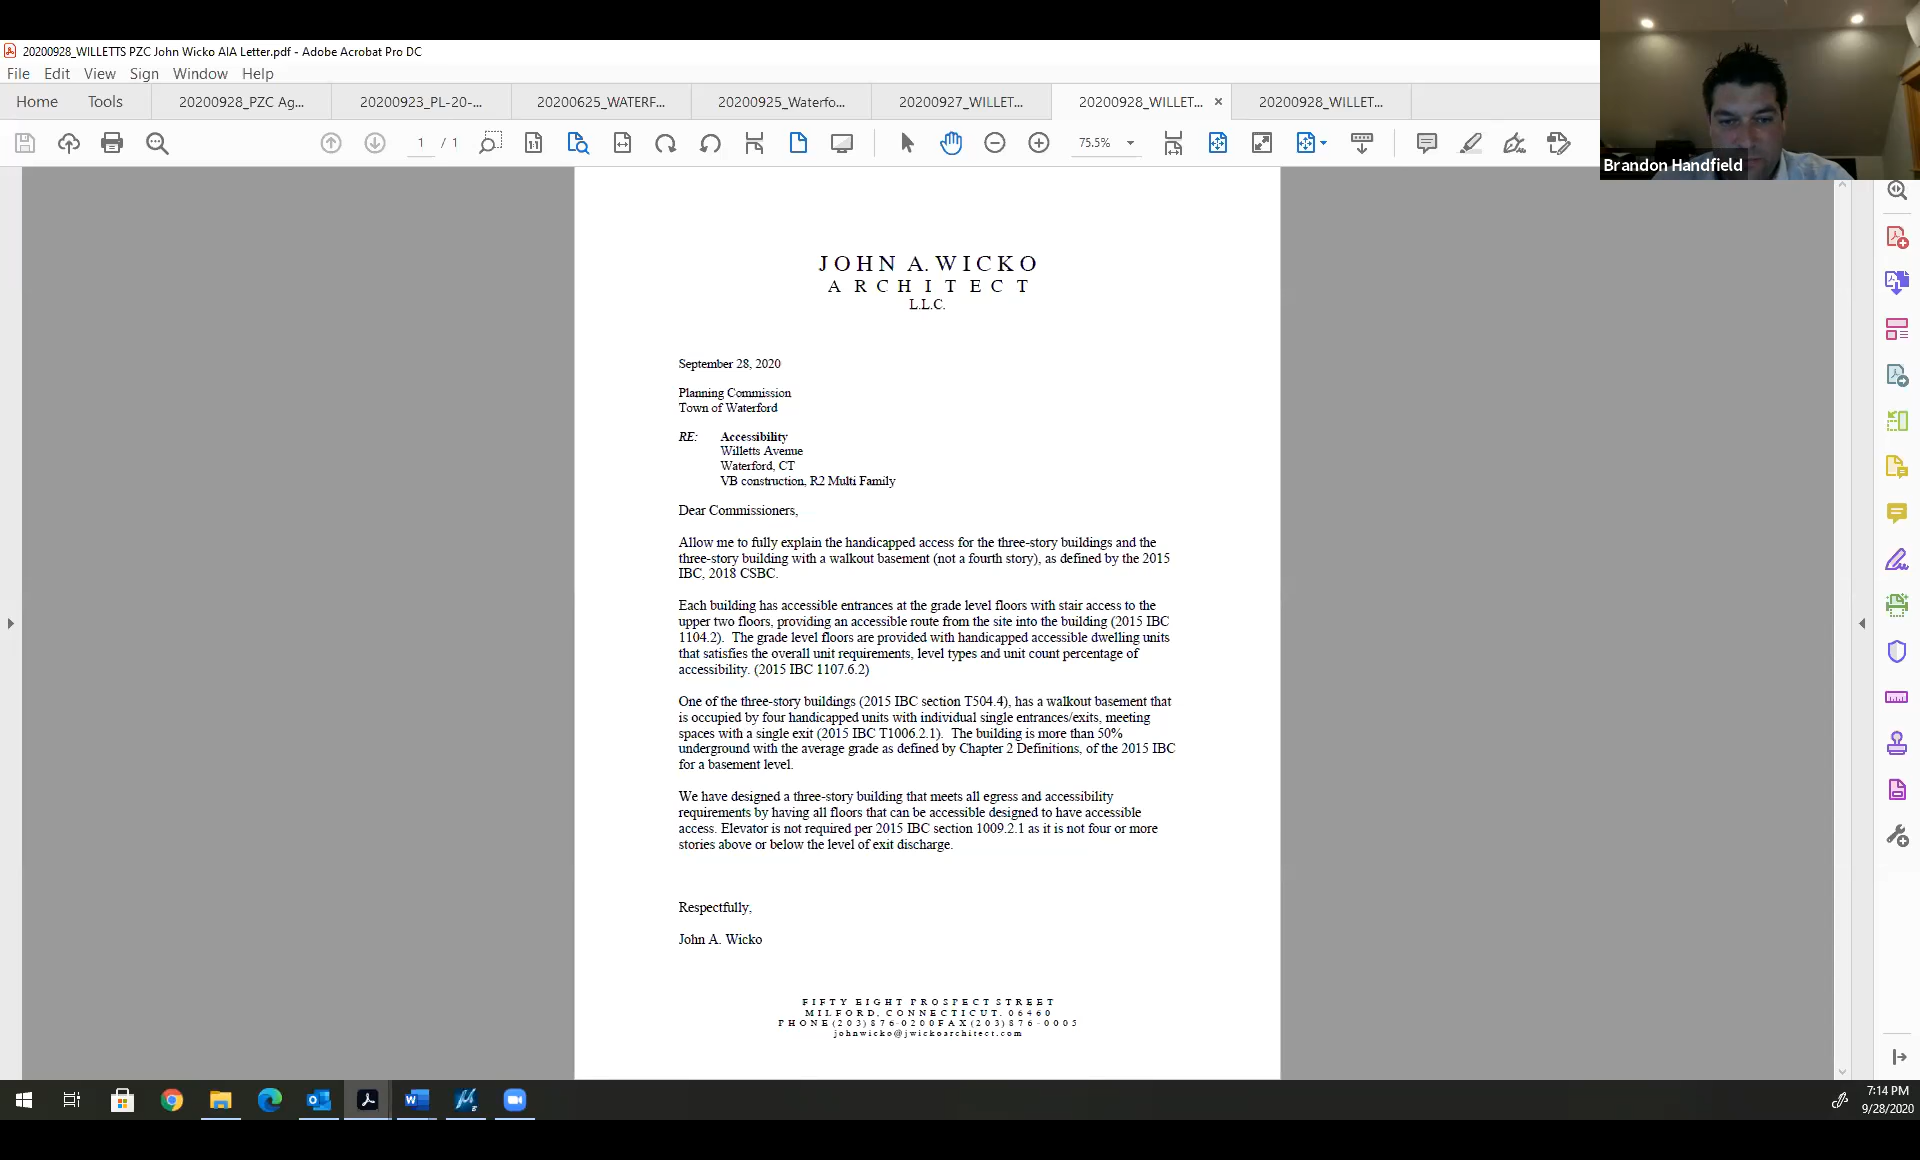 20200928_WILLETTS PZC John Wicko AIA Letter.pdf - Adobe Acrobat Pro DC
File Edit View Sign Window Help
Home Tools 20200928_PZC Ag... 20200923_PL-20-... 20200625_WATERF... 20200925_Waterfo... 20200927_WILLET... 20200928_WILLET... × 20200928_WILLET...
1 / 1 75.5%
Brandon Handfield
JOHN A. WICKO
ARCHITECT
L.L.C.
September 28, 2020
Planning Commission
Town of Waterford
RE: Accessibility
Willetts Avenue
Waterford, CT
VB construction, R2 Multi Family
Dear Commissioners,
Allow me to fully explain the handicapped access for the three-story buildings and the
three-story building with a walkout basement (not a fourth story), as defined by the 2015
IBC, 2018 CSBC.
Each building has accessible entrances at the grade level floors with stair access to the
upper two floors, providing an accessible route from the site into the building (2015 IBC
1104.2). The grade level floors are provided with handicapped accessible dwelling units
that satisfies the overall unit requirements, level types and unit count percentage of
accessibility. (2015 IBC 1107.6.2)
One of the three-story buildings (2015 IBC section T504.4), has a walkout basement that
is occupied by four handicapped units with individual single entrances/exits, meeting
spaces with a single exit (2015 IBC T1006.2.1). The building is more than 50%
underground with the average grade as defined by Chapter 2 Definitions, of the 2015 IBC
for a basement level.
We have designed a three-story building that meets all egress and accessibility
requirements by having all floors that can be accessible designed to have accessible
access. Elevator is not required per 2015 IBC section 1009.2.1 as it is not four or more
stories above or below the level of exit discharge.
Respectfully,
John A. Wicko
FIFTY EIGHT PROSPECT STREET
MILFORD, CONNECTICUT. 06460
PHONE(203)876-0200FAX(203)876-0005
johnwicko@jwickoarchitect.com
7:14 PM
9/28/2020